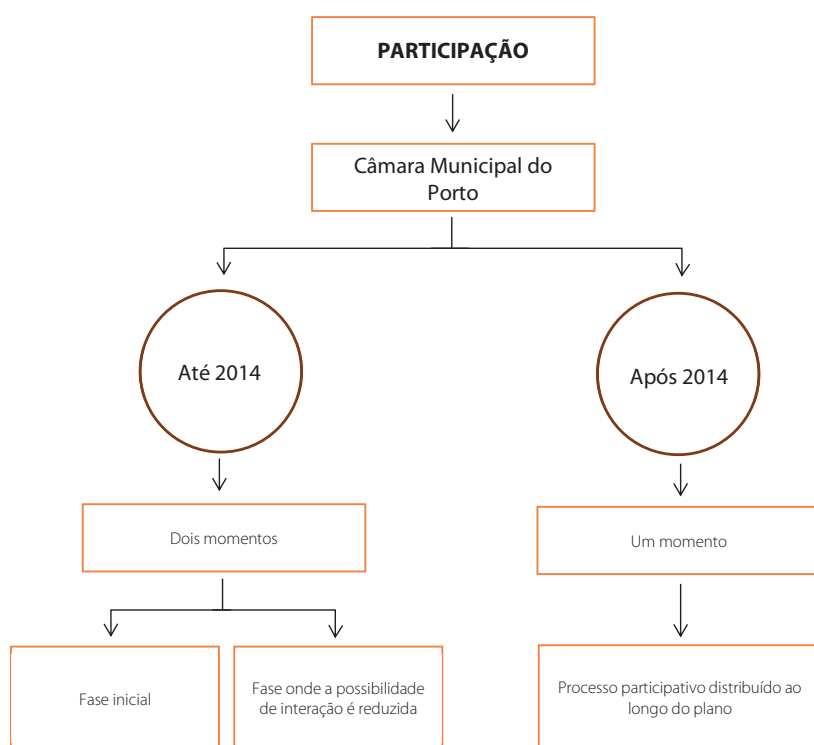 PARTICIPAÇÃO
Câmara Municipal do
Porto
Até 2014
Após 2014
Dois momentos
Um momento
Fase inicial
Fase onde a possibilidade
de interação é reduzida
Processo participativo distribuído ao
longo do plano